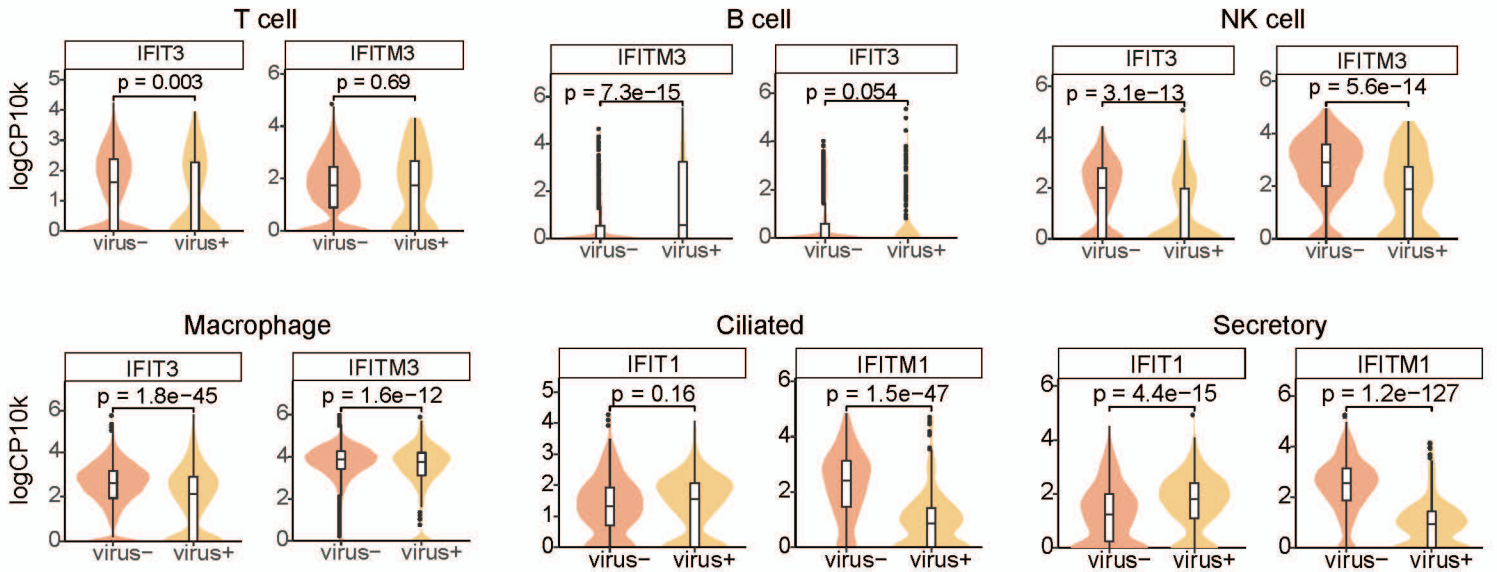 T cell
B cell
NK cell
IFIT3
IFITM3
IFITM3
IFIT3
IFIT3
IFITM3
logCP10k
5
4
3
2
1
0
p = 0.003
virus−
virus+
6
4
2
0
p = 0.69
virus−
virus+
6
4
2
0
p = 7.3e−15
virus−
virus+
6
4
2
0
p = 0.054
virus−
virus+
6
4
2
0
p = 3.1e−13
virus−
virus+
6
4
2
0
p = 5.6e−14
virus−
virus+
Macrophage
Ciliated
Secretory
IFIT3
IFITM3
IFIT1
IFITM1
IFIT1
IFITM1
logCP10k
6
4
2
0
p = 1.8e−45
virus−
virus+
6
4
2
0
p = 1.6e−12
virus−
virus+
5
4
3
2
1
0
p = 0.16
virus−
virus+
6
4
2
0
p = 1.5e−47
virus−
virus+
6
4
2
0
p = 4.4e−15
virus−
virus+
6
4
2
0
p = 1.2e−127
virus−
virus+